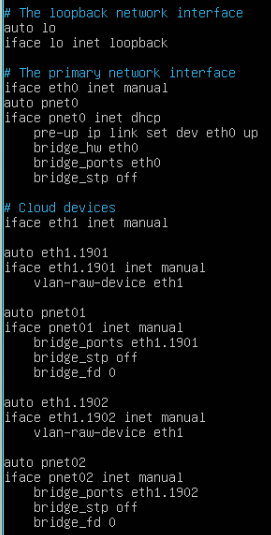 # The loopback network interface
auto lo
iface lo inet loopback
# The primary network interface
iface eth0 inet manual
auto pnet0
iface pnet0 inet dhcp
pre-up ip link set dev eth0 up
bridge_hw eth0
bridge_ports eth0
bridge_stp off
# Cloud devices
iface eth1 inet manual
auto eth1.1901
iface eth1.1901 inet manual
vlan-raw-device eth1
auto pnet01
iface pnet01 inet manual
bridge_ports eth1.1901
bridge_stp off
bridge_fd 0
auto eth1.1902
iface eth1.1902 inet manual
vlan-raw-device eth1
auto pnet02
iface pnet02 inet manual
bridge_ports eth1.1902
bridge_stp off
bridge_fd 0